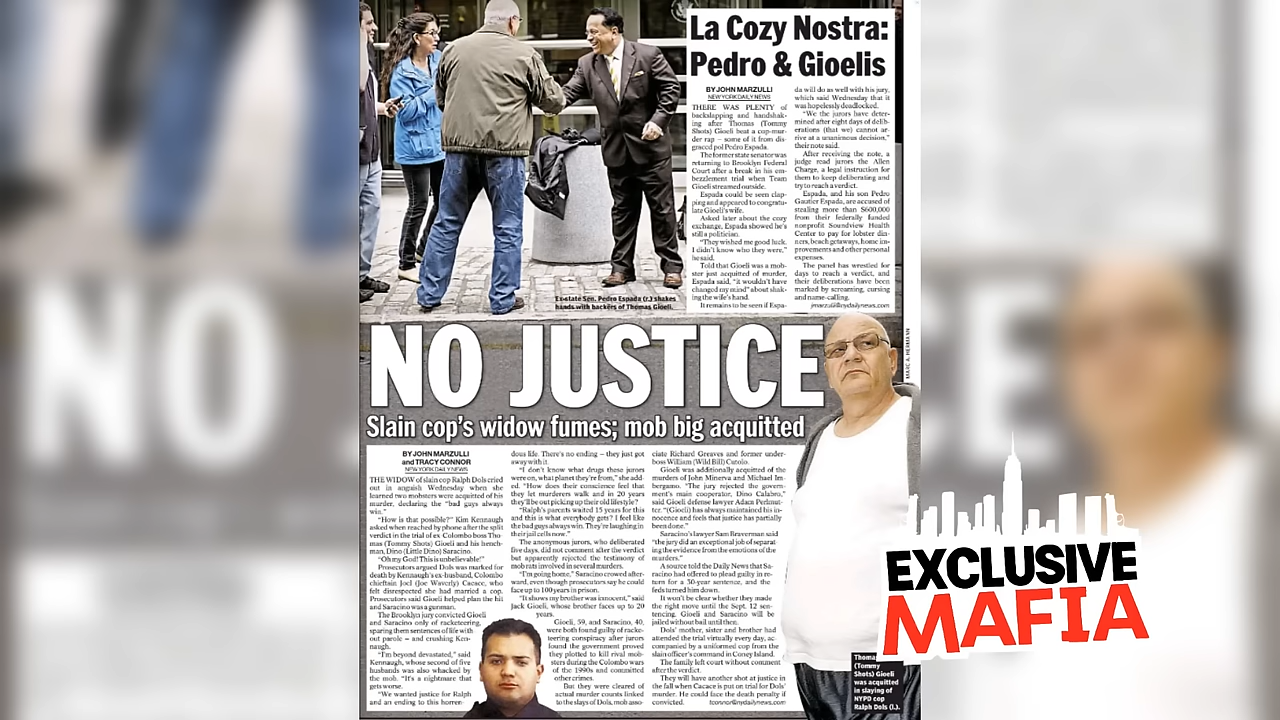 La Cozy Nostra:
Pedro & Gioelis
BY JOHN MARZULLI
NEW YORK DAILY NEWS
THERE WAS PLENTY of
backslapping and handshak-
ing after Thomas (Tommy
Shots) Gioeli beat a cop-mur-
der rap – some of it from dis-
graced pol Pedro Espada.
The former state senator was
returning to Brooklyn Federal
Court after a break in his em-
bezzlement trial when Team
Gioeli streamed outside.
Espada could be seen clap-
ping and appeared to congratu-
late Gioeli's wife.
Asked later about the cozy
exchange, Espada showed he's
still a politician.
"They wished me good luck.
I didn't know who they were,"
he said.
Told that Gioeli was a mob-
ster just acquitted of murder,
Espada said, "it wouldn't have
changed my mind" about shak-
ing the wife's hand.
It remains to be seen if Espa-
da will do as well with his jury,
which said Wednesday that it
was hopelessly deadlocked.
"We the jurors have deter-
mined after eight days of delib-
erations (that we) cannot ar-
rive at a unanimous decision,"
their note said.
After receiving the note, a
judge read jurors the Allen
Charge, a legal instruction for
them to keep deliberating and
try to reach a verdict.
Espada, and his son Pedro
Gautier Espada, are accused of
stealing more than $600,000
from their federally funded
nonprofit Soundview Health
Center to pay for lobster din-
ners, beach getaways, home im-
provements and other personal
expenses.
The panel has wrestled for
days to reach a verdict, and
their deliberations have been
marked by screaming, cursing
and name-calling.
jmarzulli@nydailynews.com
Ex-state Sen. Pedro Espada (r.) shakes
hands with backers of Thomas Gioeli.
MARC A. HERMANN
NO JUSTICE
Slain cop's widow fumes; mob big acquitted
BY JOHN MARZULLI
and TRACY CONNOR
NEW YORK DAILY NEWS
THE WIDOW of slain cop Ralph Dols cried
out in anguish Wednesday when she
learned two mobsters were acquitted of his
murder, declaring the "bad guys always
win."
"How is that possible?" Kim Kennaugh
asked when reached by phone after the split
verdict in the trial of ex-Colombo boss Tho-
mas (Tommy Shots) Gioeli and his hench-
man, Dino (Little Dino) Saracino.
"Oh my God! This is unbelievable!"
Prosecutors argued Dols was marked for
death by Kennaugh's ex-husband, Colombo
chieftain Joel (Joe Waverly) Cacace, who
felt disrespected she had married a cop.
Prosecutors said Gioeli helped plan the hit
and Saracino was a gunman.
The Brooklyn jury convicted Gioeli
and Saracino only of racketeering,
sparing them sentences of life with-
out parole – and crushing Ken-
naugh.
"I'm beyond devastated," said
Kennaugh, whose second of five
husbands was also whacked by
the mob. "It's a nightmare that
gets worse.
"We wanted justice for Ralph
and an ending to this horren-
dous life. There's no ending – they just got
away with it.
"I don't know what drugs these jurors
were on, what planet they're from," she add-
ed. "How does their conscience feel that
they let murderers walk and in 20 years
they'll be out picking up their old lifestyle?
"Ralph's parents waited 15 years for this
and this is what everybody gets? I feel like
the bad guys always win. They're laughing in
their jail cells now."
The anonymous jurors, who deliberated
five days, did not comment after the verdict
but apparently rejected the testimony of
mob rats involved in several murders.
"I'm going home," Saracino crowed after-
ward, even though prosecutors say he could
face up to 100 years in prison.
"It shows my brother was innocent," said
Jack Gioeli, whose brother faces up to 20
years.
Gioeli, 59, and Saracino, 40,
were both found guilty of racke-
teering conspiracy after jurors
found the government proved
they plotted to kill rival mob-
sters during the Colombo wars
of the 1990s and committed
other crimes.
But they were cleared of
actual murder counts linked
to the slays of Dols, mob asso-
ciate Richard Greaves and former under-
boss William (Wild Bill) Cutolo.
Gioeli was additionally acquitted of the
murders of John Minerva and Michael Im-
bergamo. "The jury rejected the govern-
ment's main cooperator, Dino Calabro,"
said Gioeli defense lawyer Adam Perlmut-
ter. "(Gioeli) has always maintained his in-
nocence and feels that justice has partially
been done."
Saracino's lawyer Sam Braverman said
"the jury did an exceptional job of separat-
ing the evidence from the emotions of the
murders."
A source told the Daily News that Sa-
racino had offered to plead guilty in re-
turn for a 30-year sentence, and the
feds turned him down.
It won't be clear whether they made
the right move until the Sept. 12 sen-
tencing. Gioeli and Saracino will be
jailed without bail until then.
Dols' mother, sister and brother had
attended the trial virtually every day, ac-
companied by a uniformed cop from the
slain officer's command in Coney Island.
The family left court without comment
after the verdict.
They will have another shot at justice in
the fall when Cacace is put on trial for Dols'
murder. He could face the death penalty if
convicted.
tconnor@nydailynews.com
Thomas
(Tommy
Shots) Gioeli
was acquitted
in slaying of
NYPD cop
Ralph Dols (l.).
EXCLUSIVE
MAFIA